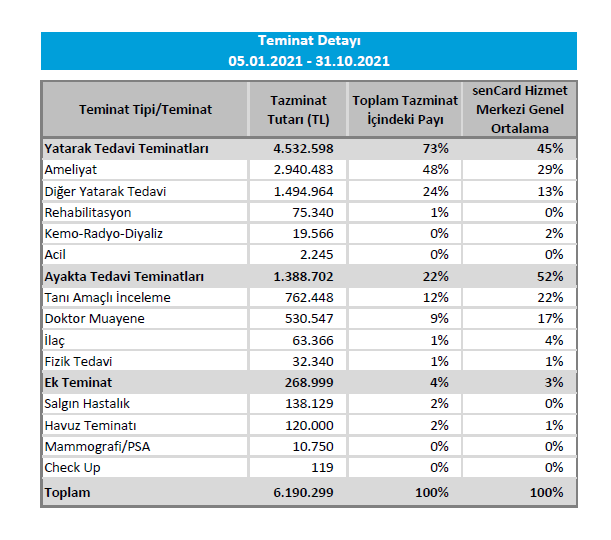 Teminat Detayı
05.01.2021 - 31.10.2021
Teminat Tipi/Teminat Tazminat Tutarı (TL) Toplam Tazminat İçindeki Payı senCard Hizmet Merkezi Genel Ortalama
Yatarak Tedavi Teminatları 4.532.598 73% 45%
Ameliyat 2.940.483 48% 29%
Diğer Yatarak Tedavi 1.494.964 24% 13%
Rehabilitasyon 75.340 1% 0%
Kemo-Radyo-Diyaliz 19.566 0% 2%
Acil 2.245 0% 0%
Ayakta Tedavi Teminatları 1.388.702 22% 52%
Tanı Amaçlı İnceleme 762.448 12% 22%
Doktor Muayene 530.547 9% 17%
İlaç 63.366 1% 4%
Fizik Tedavi 32.340 1% 1%
Ek Teminat 268.999 4% 3%
Salgın Hastalık 138.129 2% 0%
Havuz Teminatı 120.000 2% 1%
Mammografi/PSA 10.750 0% 0%
Check Up 119 0% 0%
Toplam 6.190.299 100% 100%